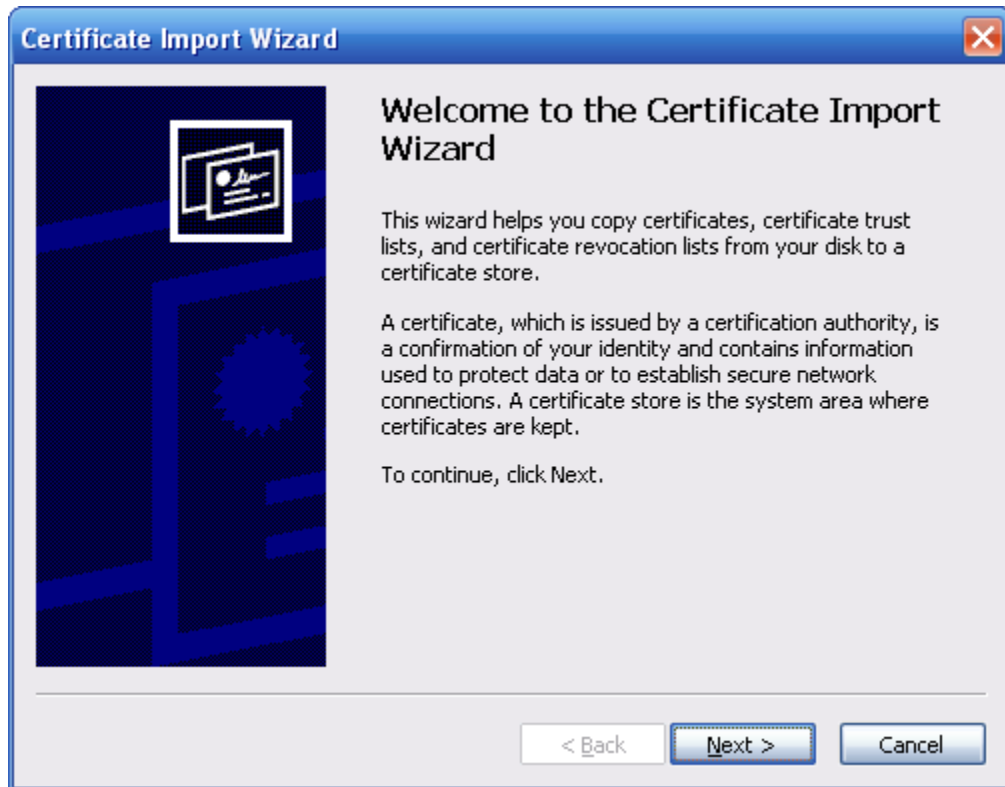 Certificate Import Wizard
Welcome to the Certificate Import
Wizard
This wizard helps you copy certificates, certificate trust
lists, and certificate revocation lists from your disk to a
certificate store.
A certificate, which is issued by a certification authority, is
a confirmation of your identity and contains information
used to protect data or to establish secure network
connections. A certificate store is the system area where
certificates are kept.
To continue, click Next.
< Back
Next >
Cancel